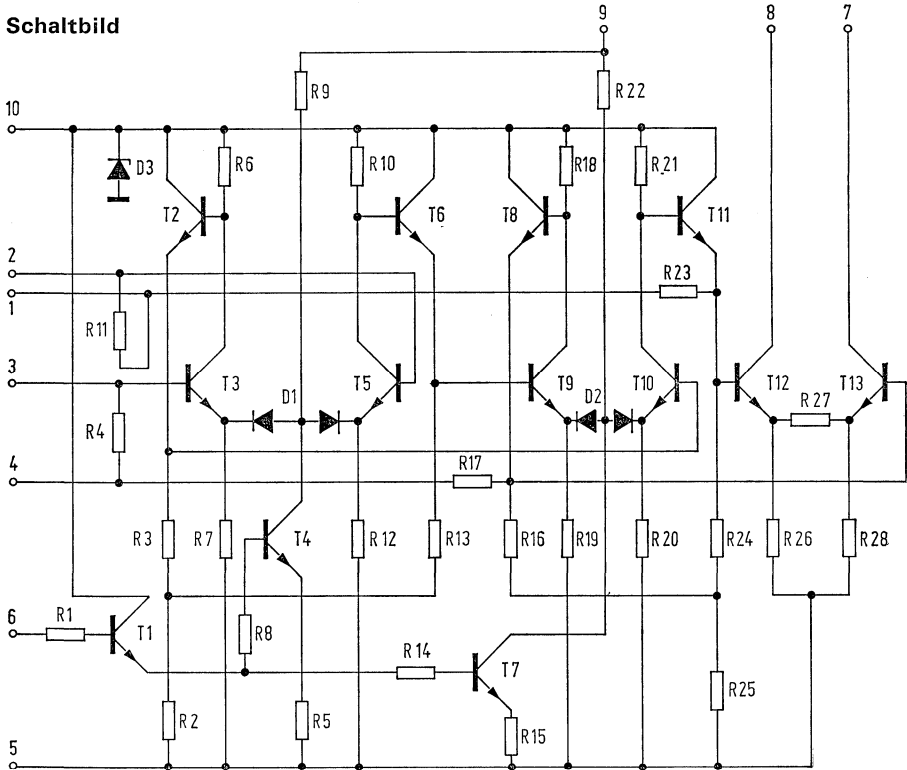 Schaltbild
9
8
7
R9
R22
10
D3
R6
R10
R18
R21
T2
T6
T8
T11
2
1
R23
R11
3
T3
D1
T5
T9
D2
T10
T12
T13
R27
R4
4
R17
R3
R7
T4
R12
R13
R16
R19
R20
R24
R26
R28
6
R1
T1
R8
R14
T7
R25
R2
R5
R15
5